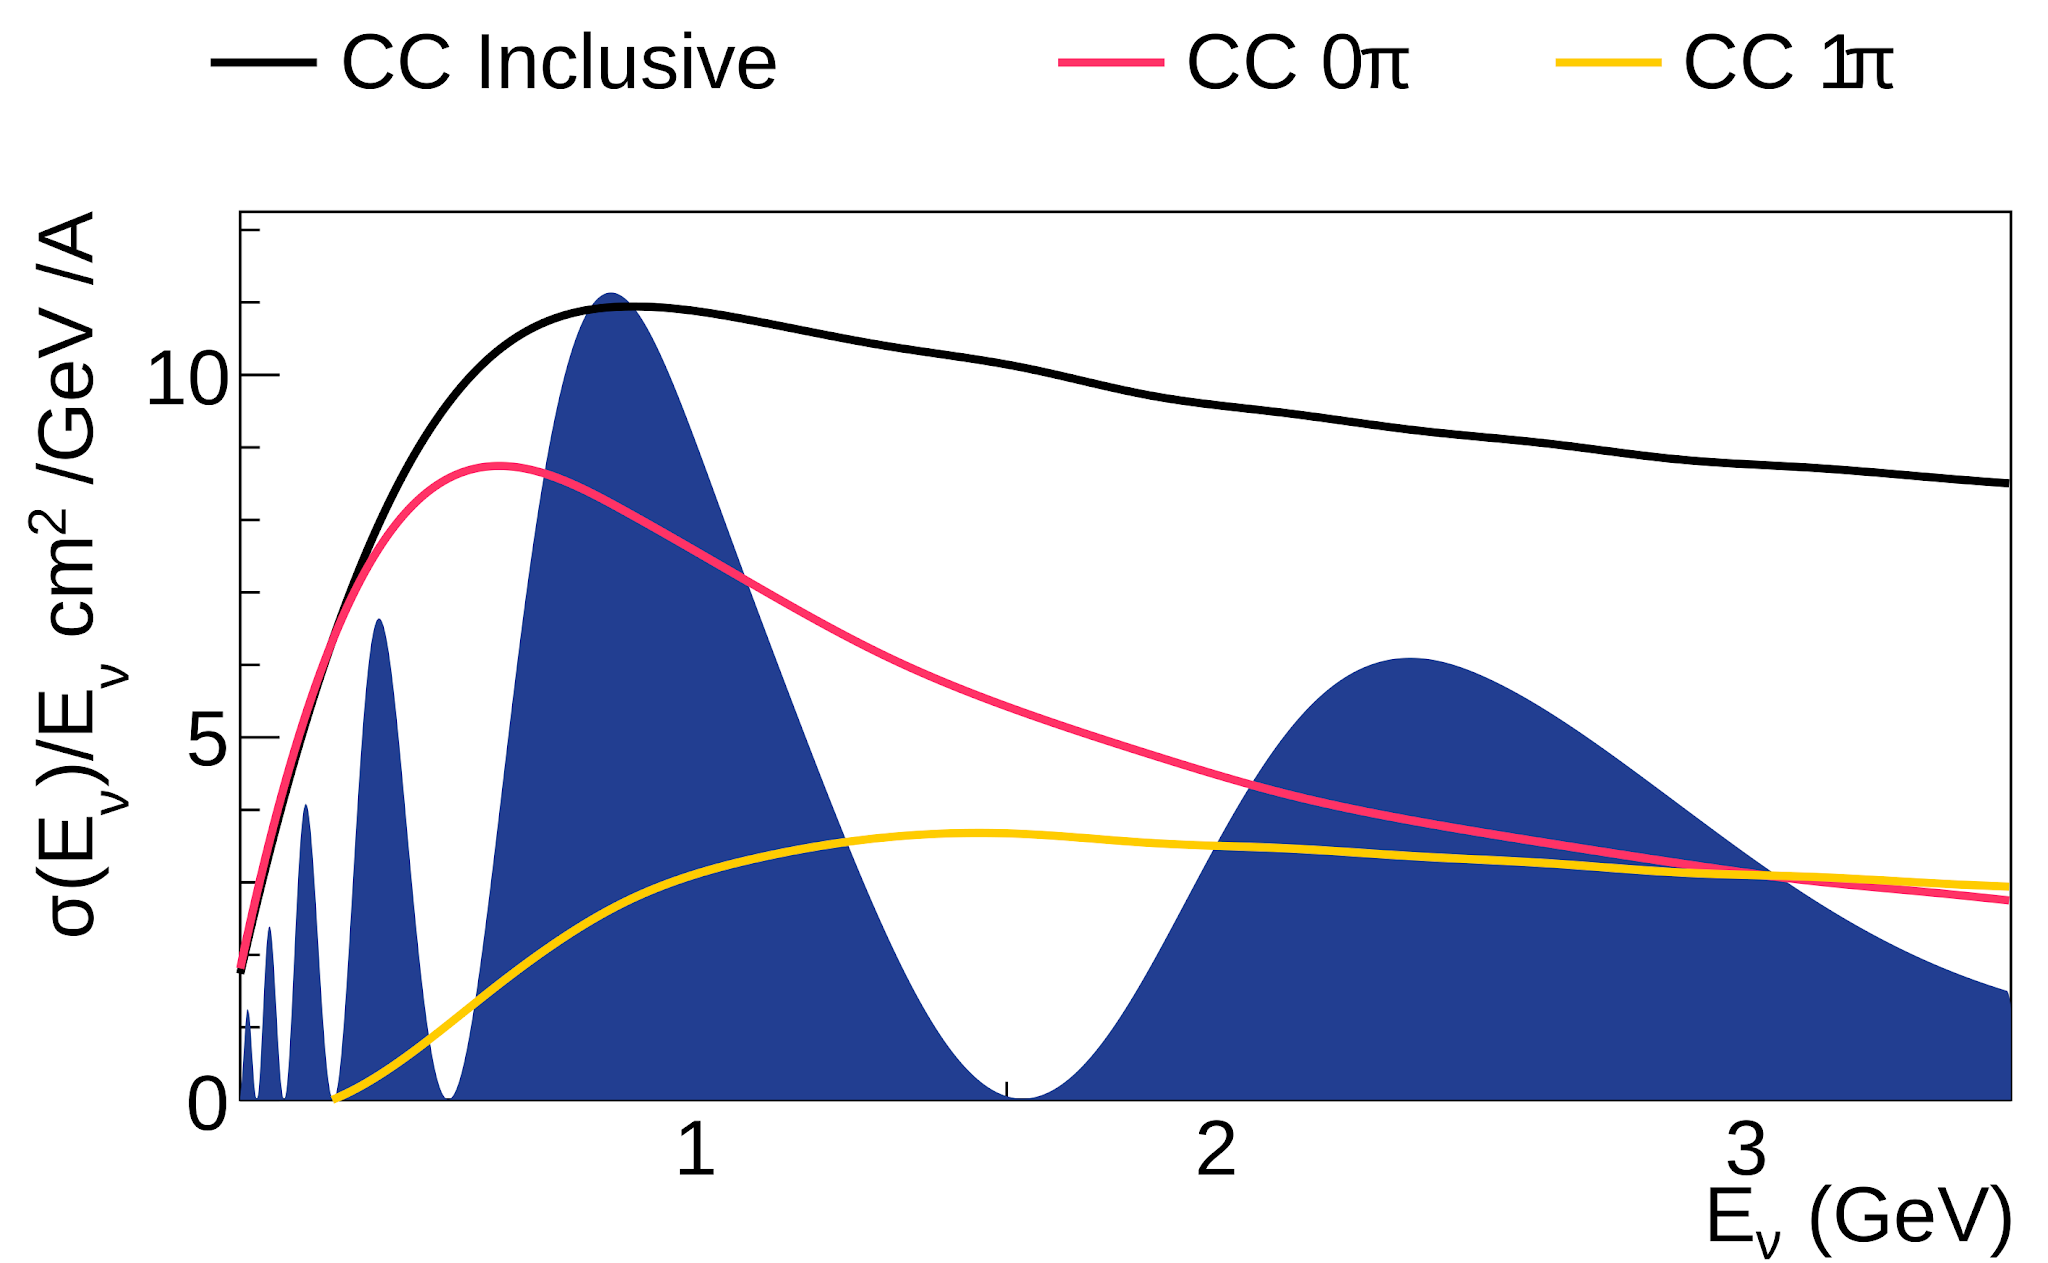 CC Inclusive CC 0π CC 1π
σ(Eν)/Eν cm² /GeV /A
10
5
0
1 2 3
Eν (GeV)